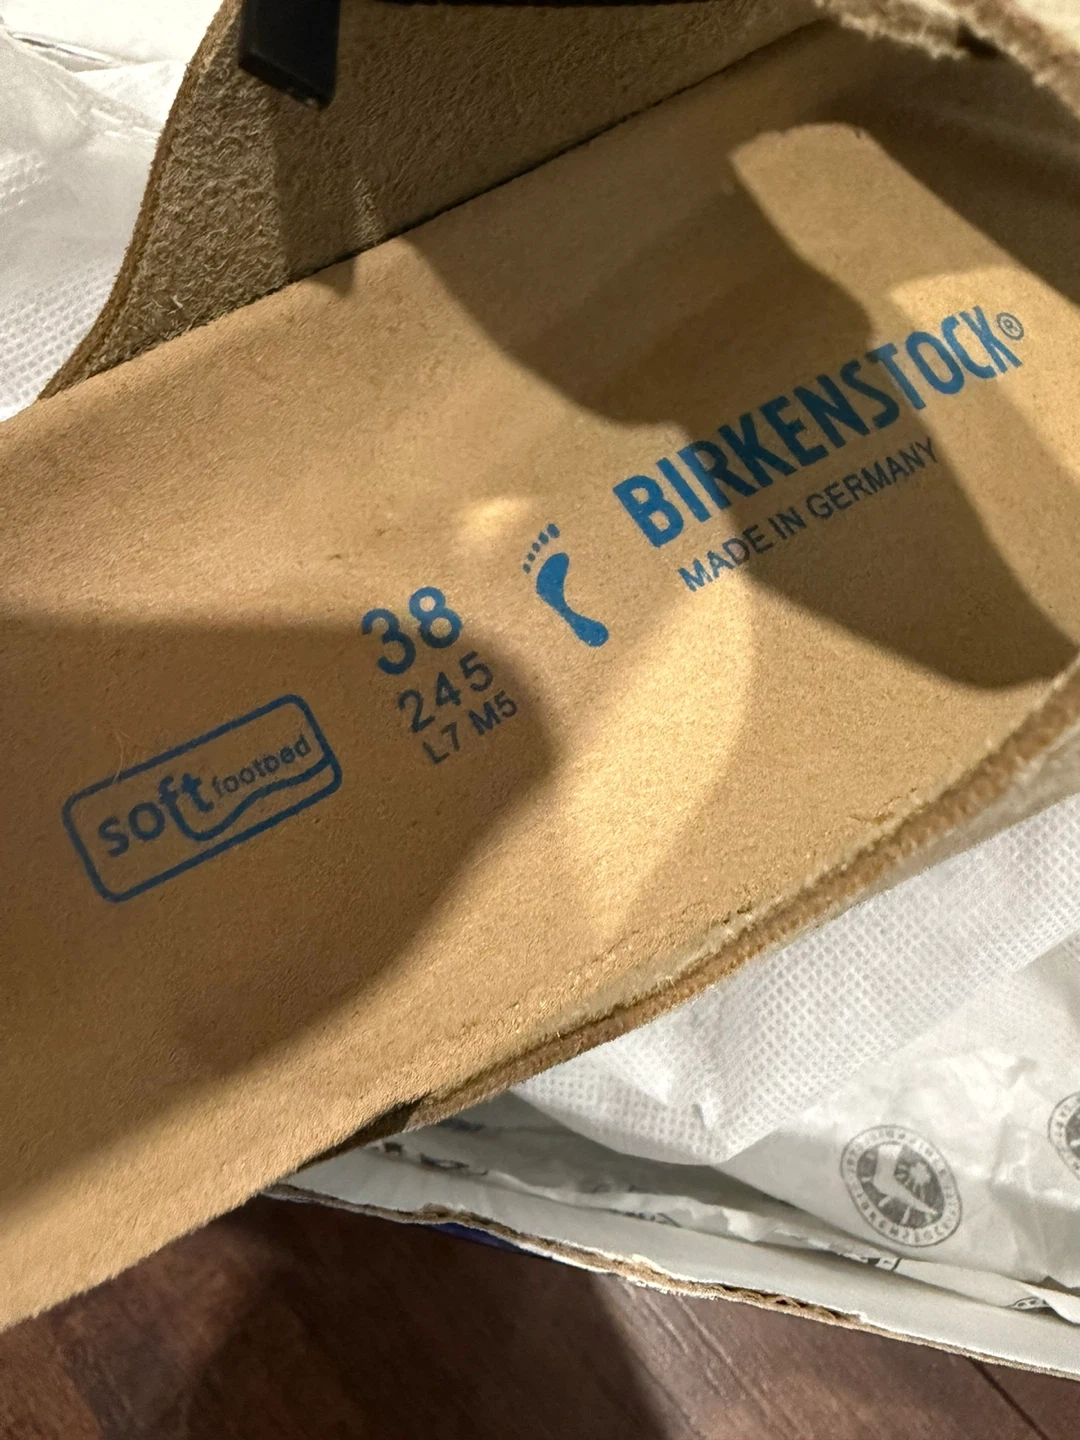 BIRKENSTOCK®
MADE IN GERMANY
38
245
L7 M5
soft footbed